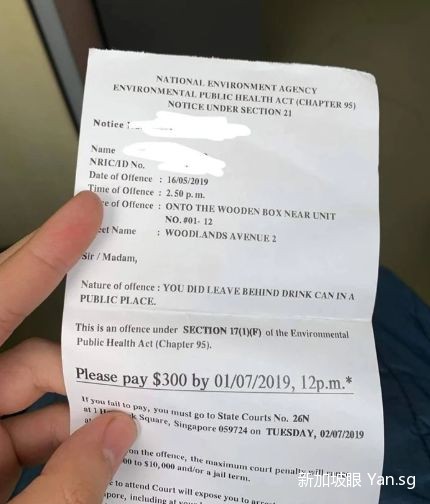 NATIONAL ENVIRONMENT AGENCY
ENVIRONMENTAL PUBLIC HEALTH ACT (CHAPTER 95)
NOTICE UNDER SECTION 21
Notice
Name
NRIC/ID No.
Date of Offence : 16/05/2019
Time of Offence : 2.50 p.m.
of Offence : ONTO THE WOODEN BOX NEAR UNIT
NO. #01- 12
Name : WOODLANDS AVENUE 2
Sir / Madam,
Nature of offence : YOU DID LEAVE BEHIND DRINK CAN IN A
PUBLIC PLACE.
This is an offence under SECTION 17(1)(F) of the Environmental
Public Health Act (Chapter 95).
Please pay $300 by 01/07/2019, 12p.m.*
If you fail to pay, you must go to State Courts No. 26N
at 1 Square, Singapore 059724 on TUESDAY, 02/07/2019
on the offence, the maximum court penalty
to $10,000 and/or a jail term.
to attend Court will expose you to
including at
新加坡眼 Yan.sg